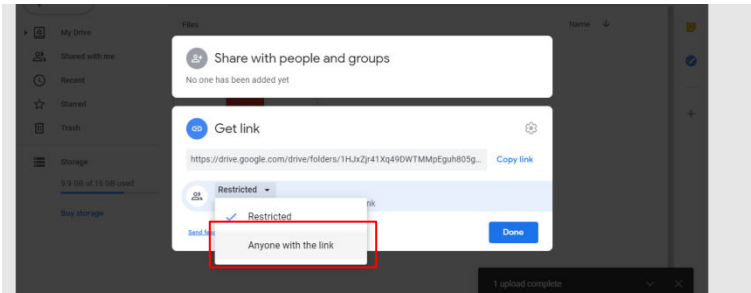 Files
Name
My Drive
Shared with me
Recent
Starred
Trash
Storage
9.9 GB of 15 GB used
Buy storage
Share with people and groups
No one has been added yet
Get link
https://drive.google.com/drive/folders/1HJxZjr41Xq49DWTMMpEguh805g...
Copy link
Restricted
Restricted
Anyone with the link
Send
Done
1 upload complete